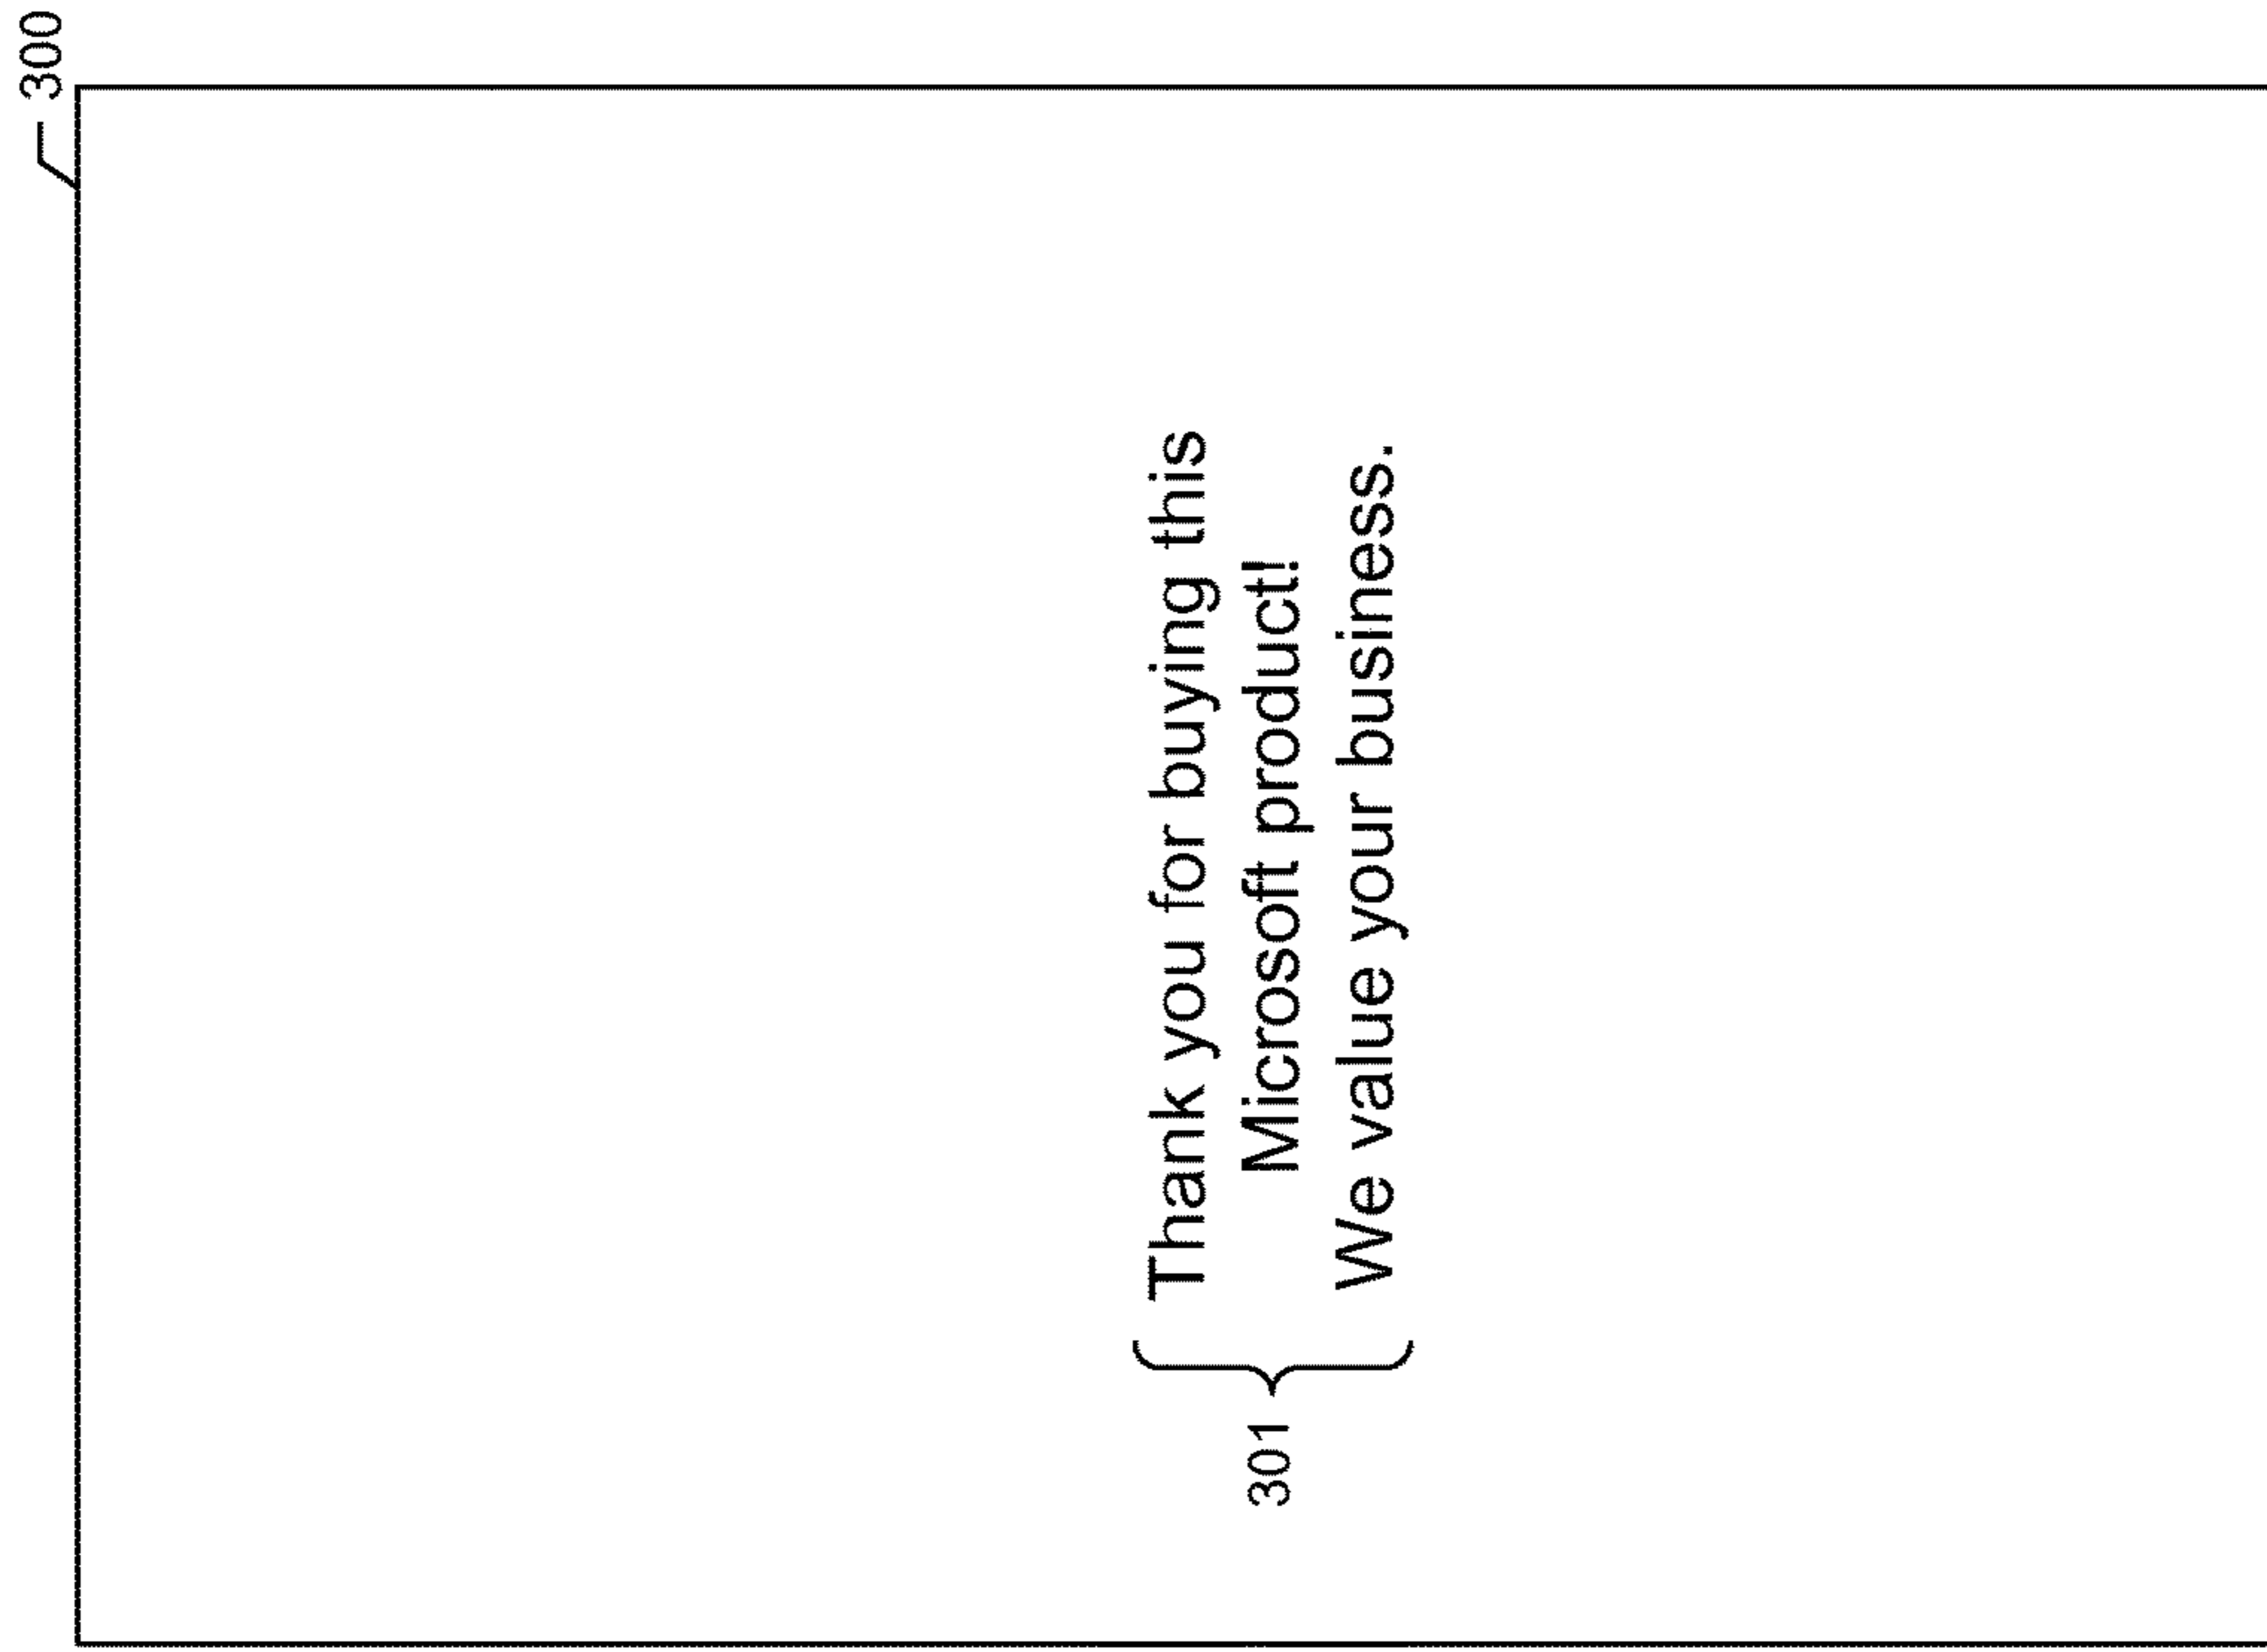 300
Thank you for buying this
Microsoft product!
We value your business.
301